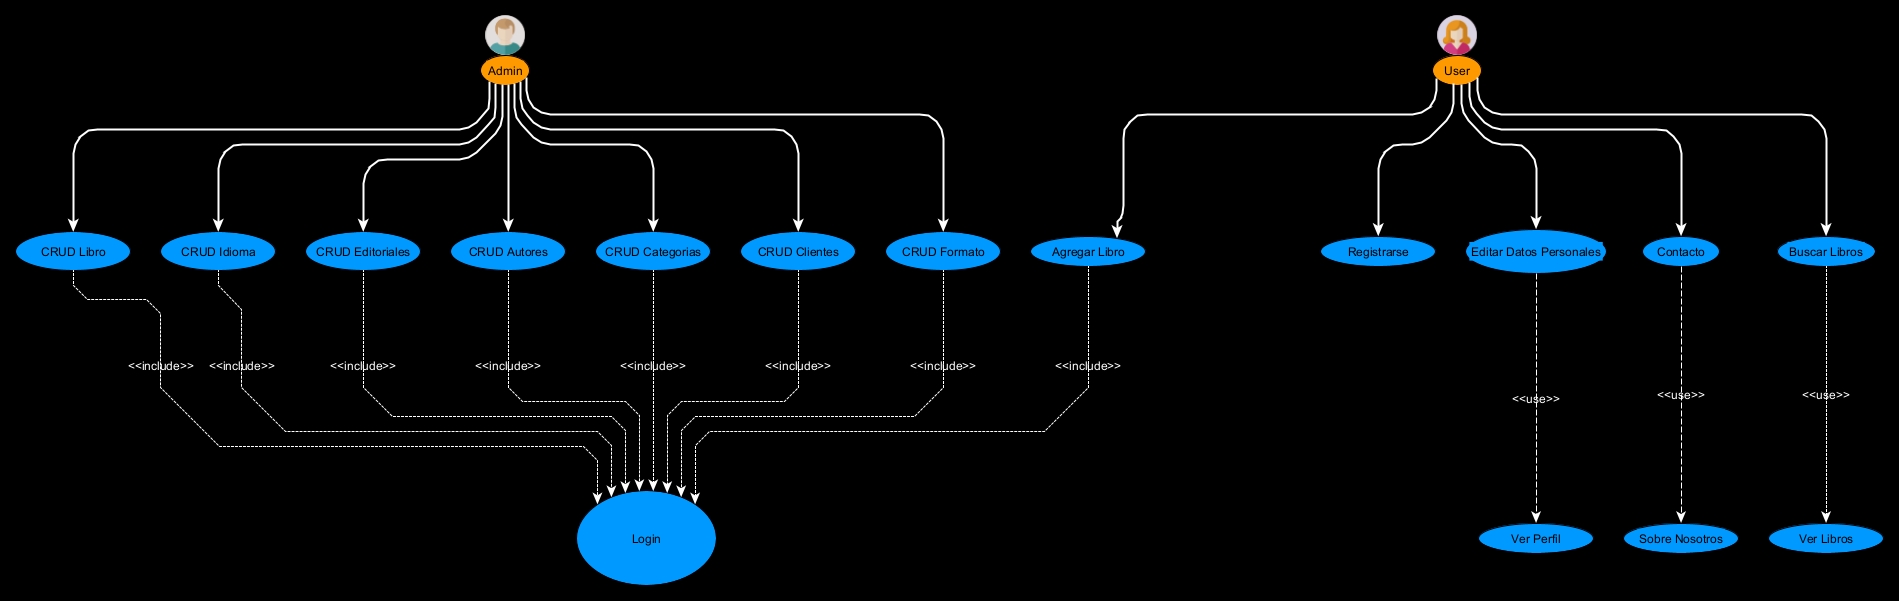 Admin
User
CRUD Libro
CRUD Idioma
CRUD Editoriales
CRUD Autores
CRUD Categorias
CRUD Clientes
CRUD Formato
Agregar Libro
Registrarse
Editar Datos Personales
Contacto
Buscar Libros
<<include>>
<<include>>
<<include>>
<<include>>
<<include>>
<<include>>
<<include>>
<<include>>
<<use>>
<<use>>
<<use>>
Login
Ver Perfil
Sobre Nosotros
Ver Libros